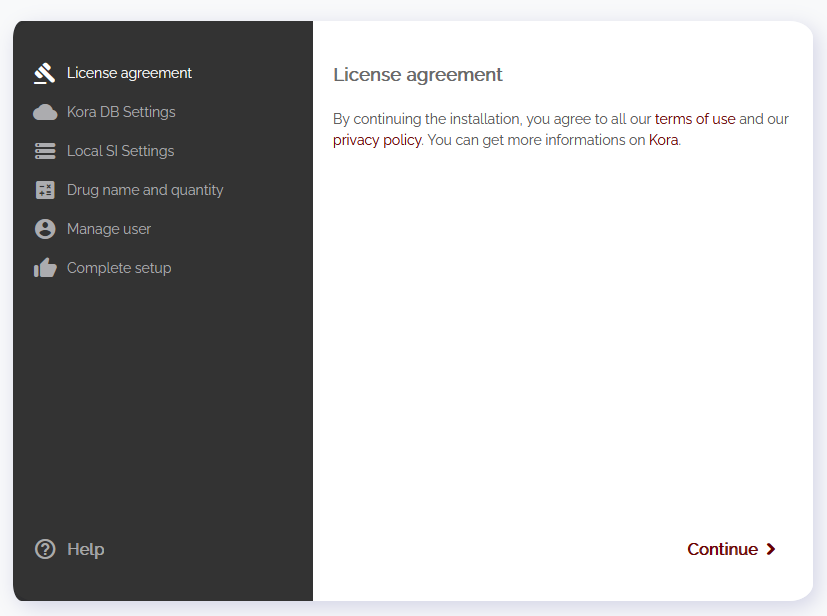 License agreement
Kora DB Settings
Local SI Settings
Drug name and quantity
Manage user
Complete setup
Help
License agreement
By continuing the installation, you agree to all our terms of use and our
privacy policy. You can get more informations on Kora.
Continue